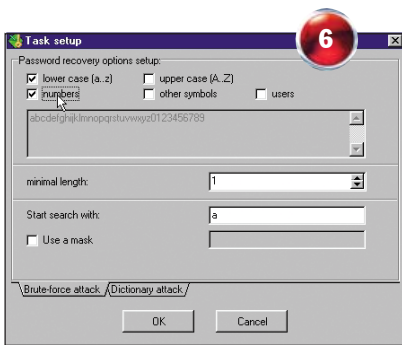 6
Task setup
Password recovery options setup:
lower case (a..z) upper case (A..Z)
numbers other symbols users
abcdefghijklmnopqrstuvwxyz0123456789
minimal length: 1
Start search with: a
Use a mask
Brute-force attack Dictionary attack
OK Cancel